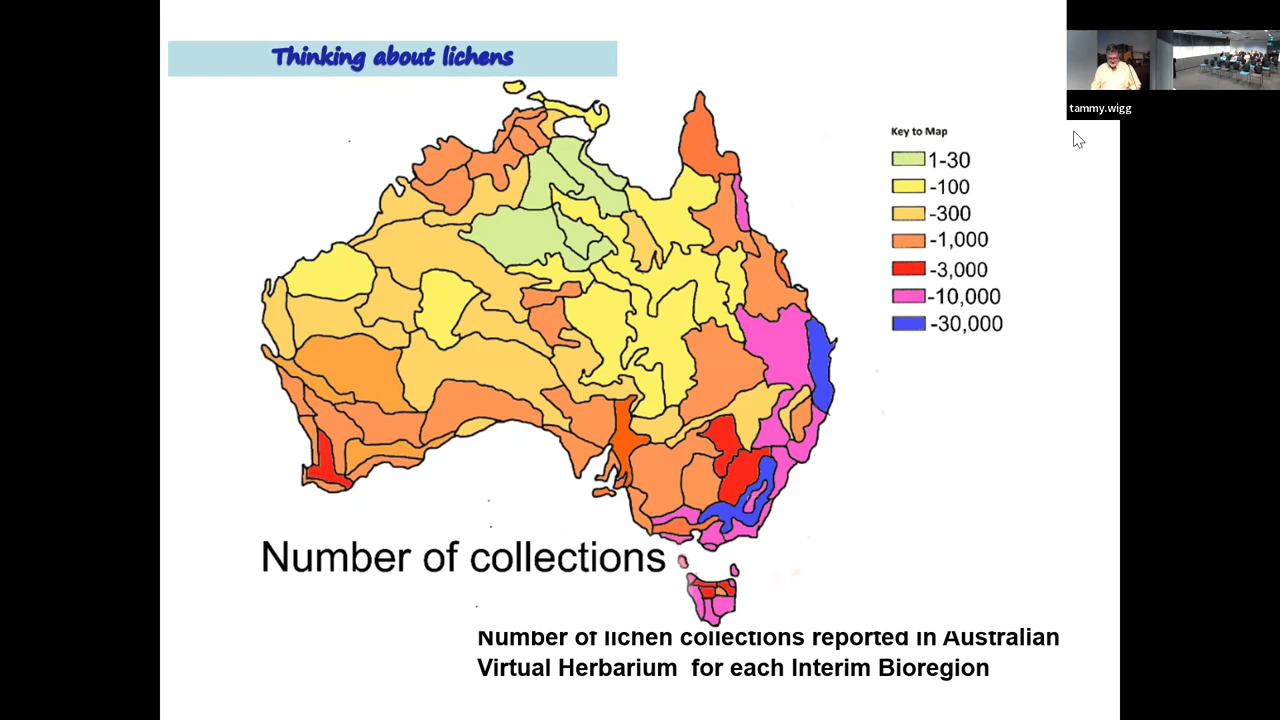 Thinking about lichens
tammy.wigg
Key to Map
1-30
-100
-300
-1,000
-3,000
-10,000
-30,000
Number of collections
Number of lichen collections reported in Australian
Virtual Herbarium for each Interim Bioregion